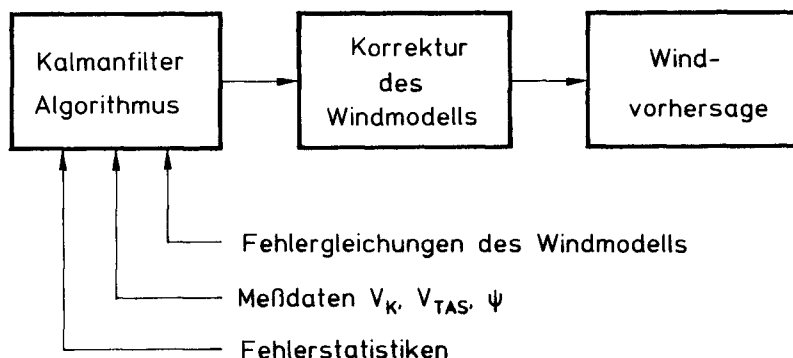 Kalmanfilter
Algorithmus
Korrektur
des
Windmodells
Wind-
vorhersage
Fehlergleichungen des Windmodells
Meßdaten V_K, V_TAS, ψ
Fehlerstatistiken